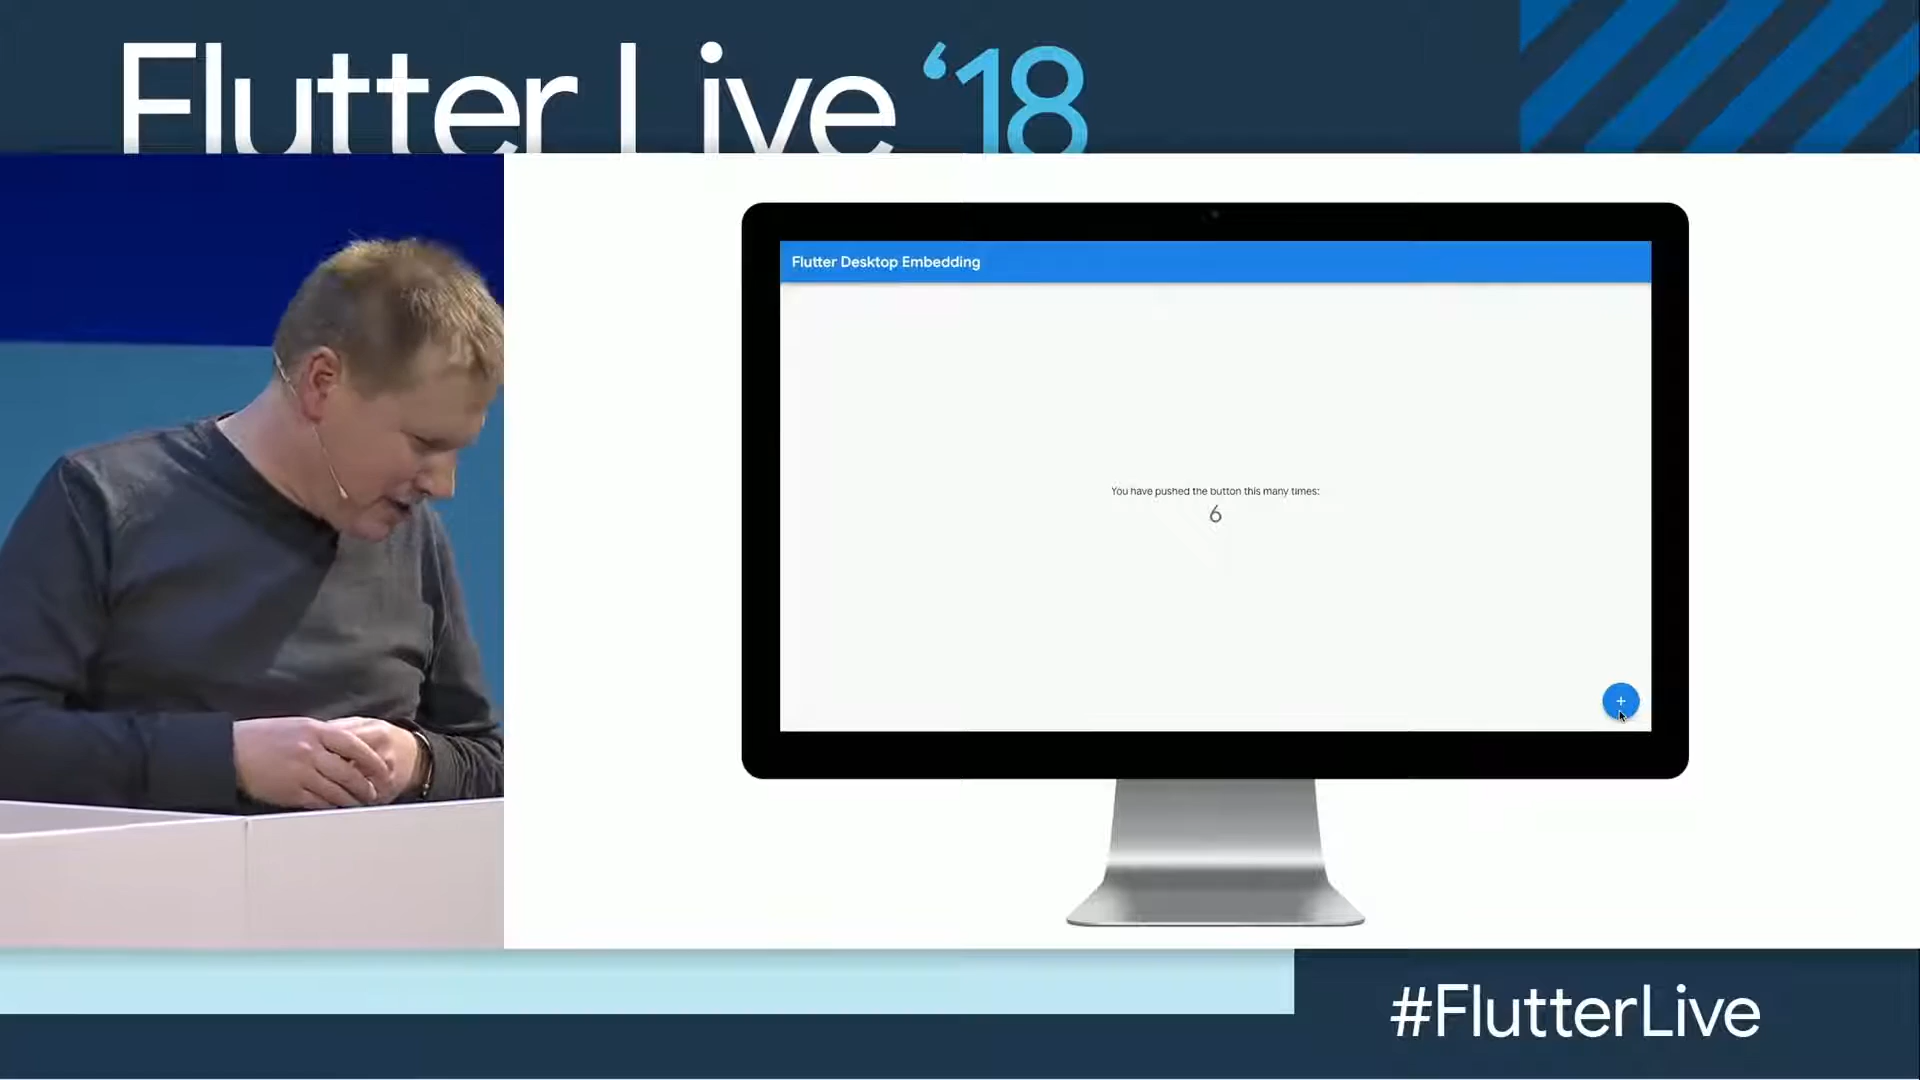 Flutter Live ‘18
Flutter Desktop Embedding
You have pushed the button this many times:
6
+
#FlutterLive